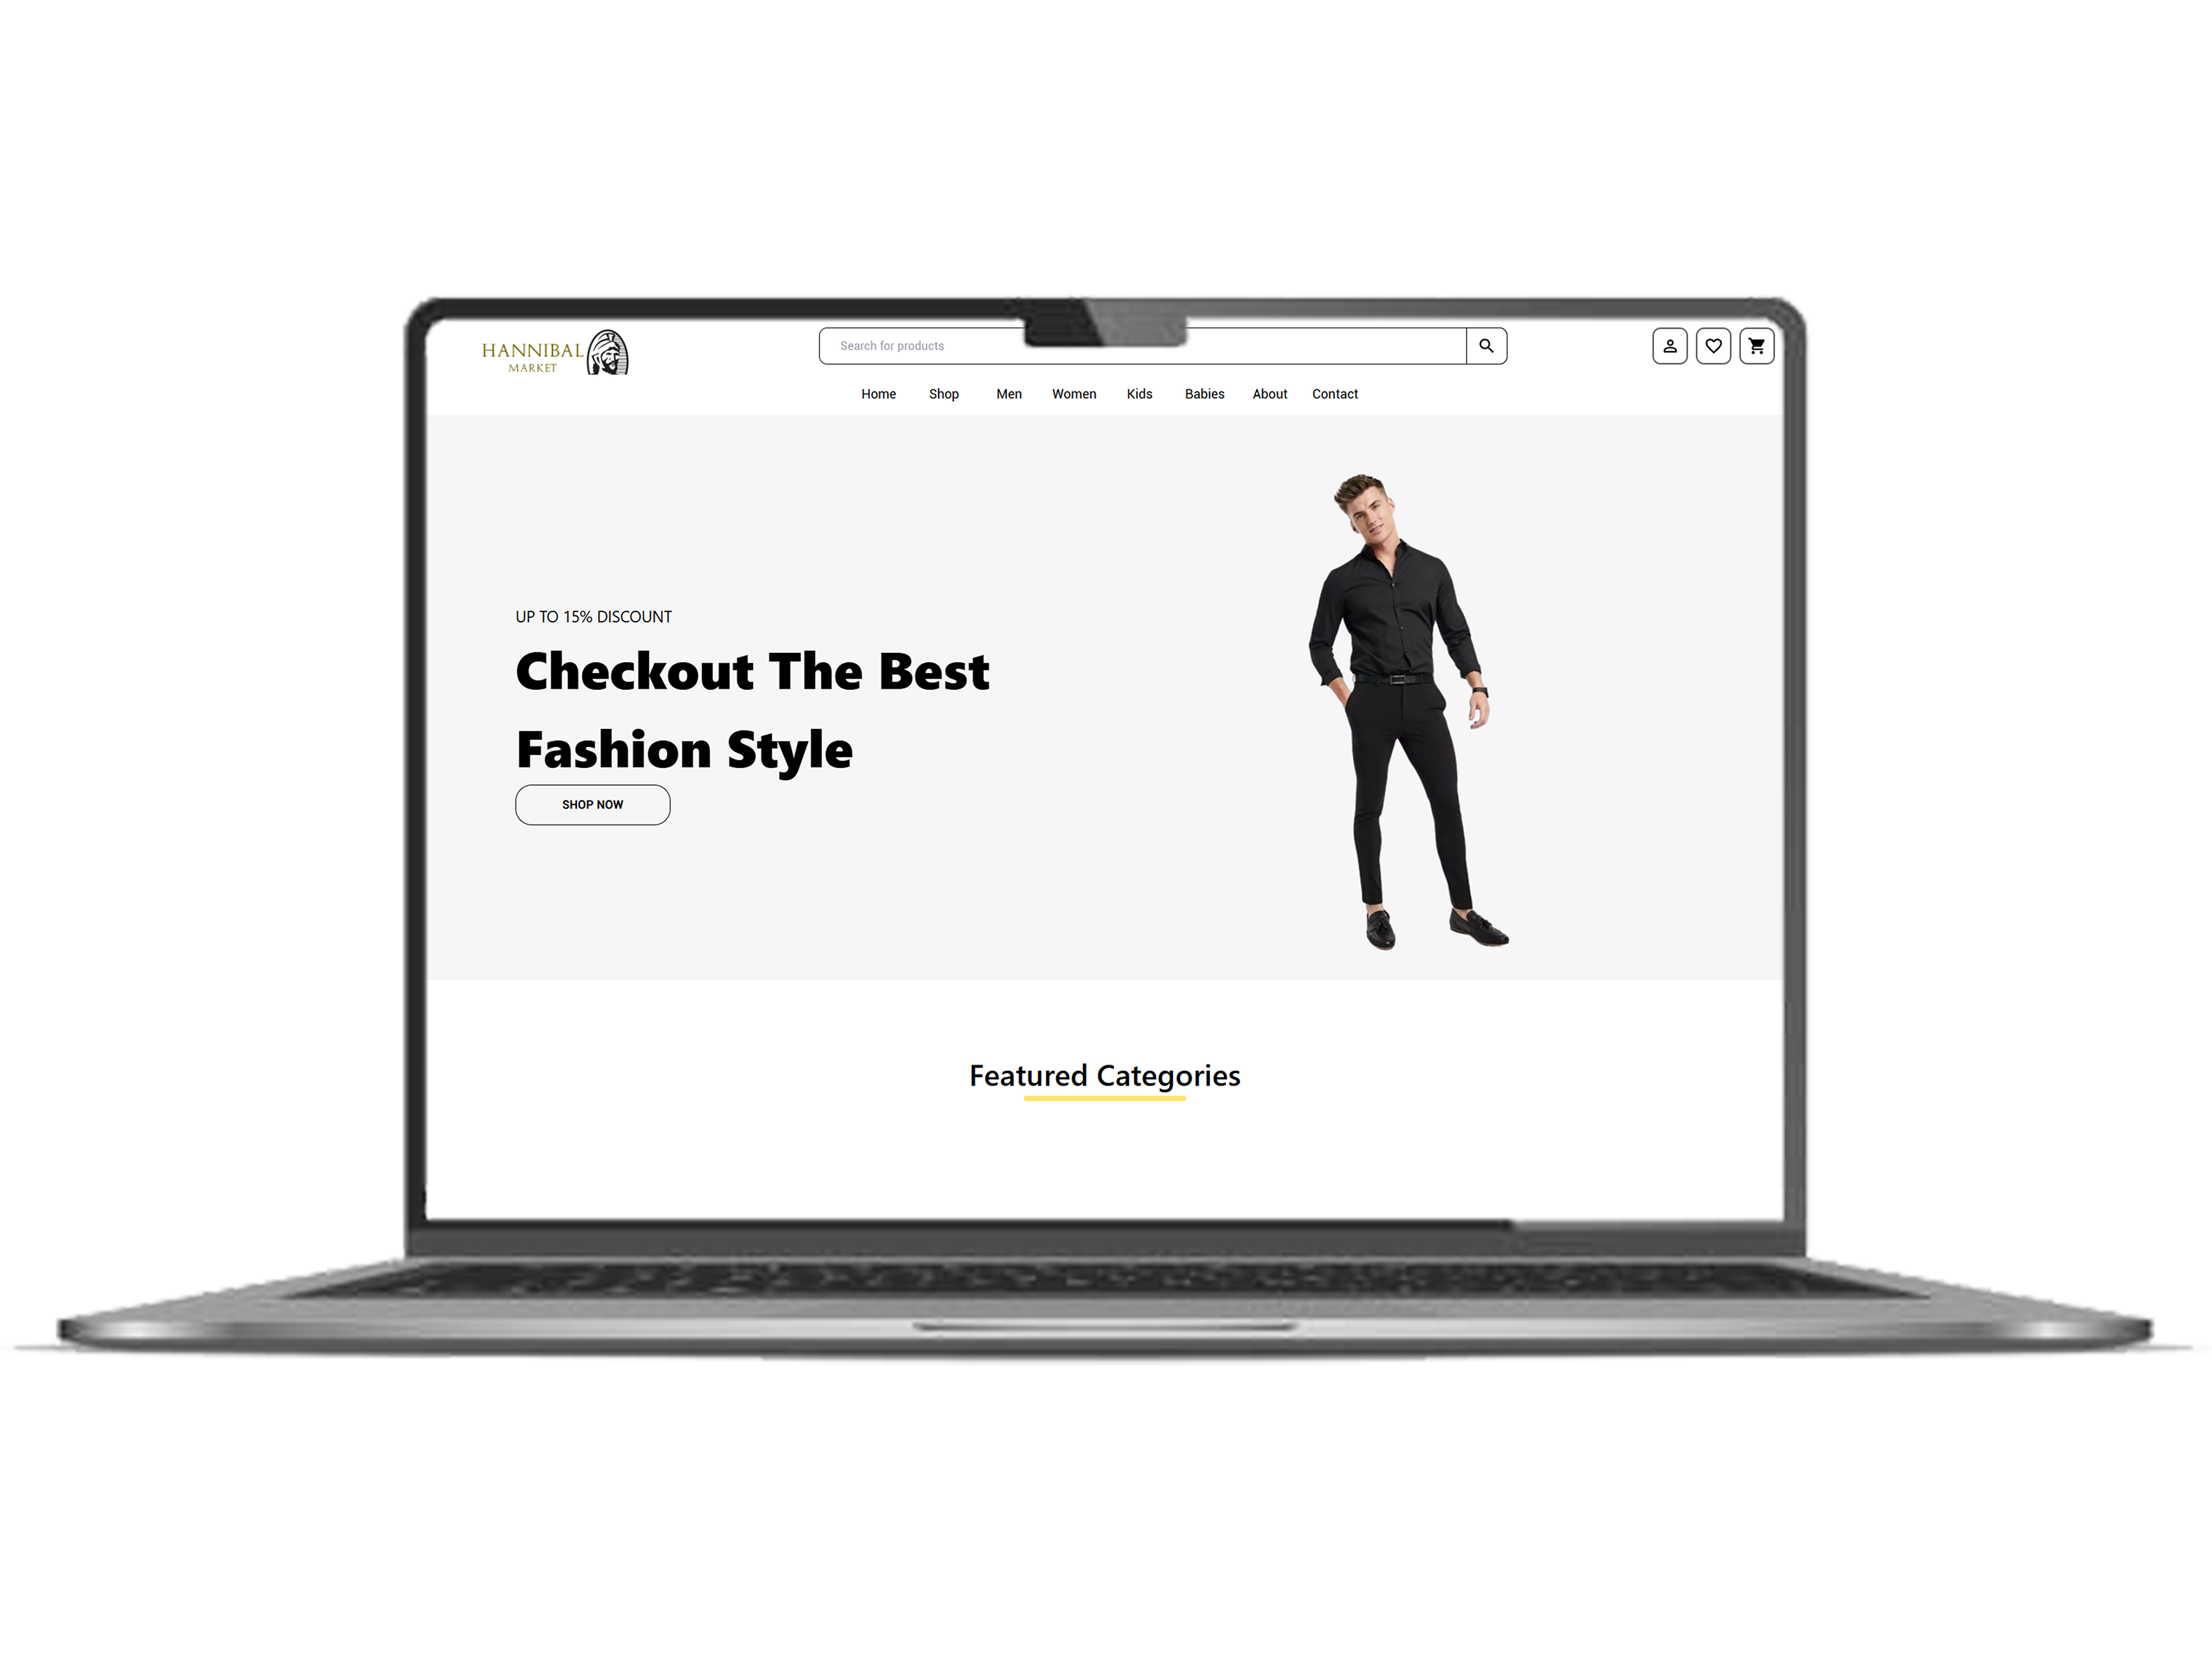 HANNIBAL
MARKET
Search for products
Home Shop Men Women Kids Babies About Contact
UP TO 15% DISCOUNT
Checkout The Best
Fashion Style
SHOP NOW
Featured Categories